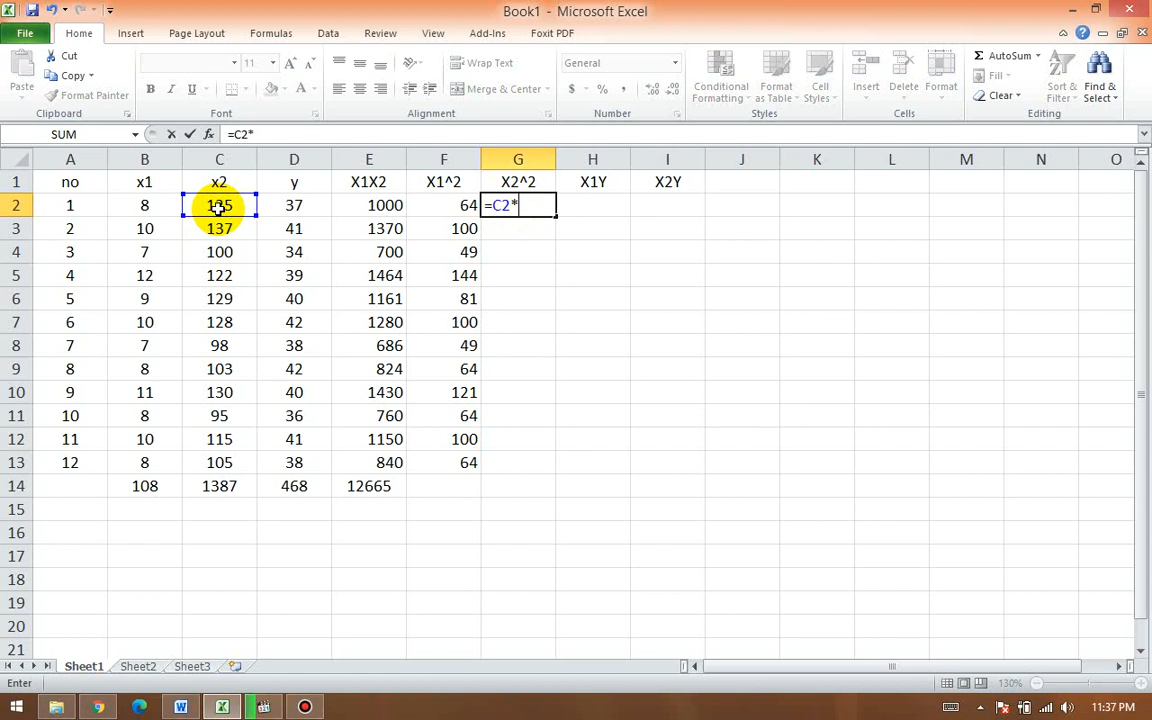 Book1 - Microsoft Excel
File Home Insert Page Layout Formulas Data Review View Add-Ins Foxit PDF
Paste
Cut
Copy
Format Painter
Clipboard
11
Font
Wrap Text
Merge & Center
Alignment
General
$ % ,
Number
Conditional Formatting
Format as Table
Cell Styles
Styles
Insert
Delete
Format
Cells
AutoSum
Fill
Clear
Sort & Filter
Find & Select
Editing
SUM fx =C2*
A B C D E F G H I J K L M N O
1 no x1 x2 y X1X2 X1^2 X2^2 X1Y X2Y
2 1 8 125 37 1000 64 =C2*
3 2 10 137 41 1370 100
4 3 7 100 34 700 49
5 4 12 122 39 1464 144
6 5 9 129 40 1161 81
7 6 10 128 42 1280 100
8 7 7 98 38 686 49
9 8 8 103 42 824 64
10 9 11 130 40 1430 121
11 10 8 95 36 760 64
12 11 10 115 41 1150 100
13 12 8 105 38 840 64
14 108 1387 468 12665
15
16
17
18
19
20
21
Sheet1 Sheet2 Sheet3
Enter 130%
11:37 PM